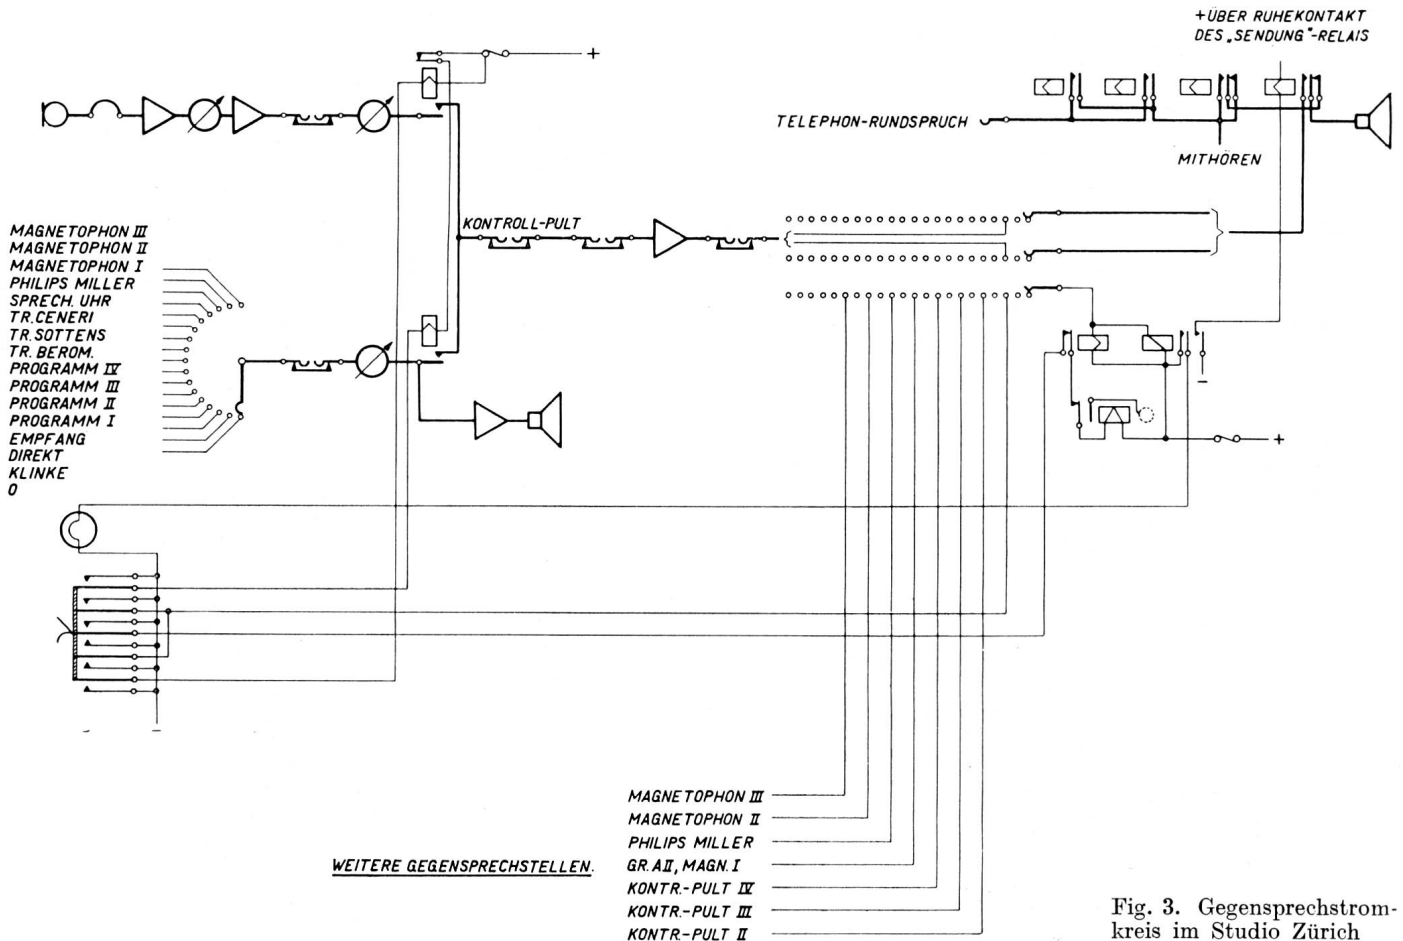 +ÜBER RUHEKONTAKT
DES „SENDUNG"-RELAIS
+
TELEPHON-RUNDSPRUCH
MITHÖREN
KONTROLL-PULT
MAGNETOPHON III
MAGNETOPHON II
MAGNETOPHON I
PHILIPS MILLER
SPRECH. UHR
TR. CENERI
TR. SOTTENS
TR. BEROM.
PROGRAMM IV
PROGRAMM III
PROGRAMM II
PROGRAMM I
EMPFANG
DIREKT
KLINKE
0
−
+
−
WEITERE GEGENSPRECHSTELLEN.
MAGNETOPHON III
MAGNETOPHON II
PHILIPS MILLER
GR. A II, MAGN. I
KONTR.-PULT IV
KONTR.-PULT III
KONTR.-PULT II
Fig. 3. Gegensprechstrom-
kreis im Studio Zürich